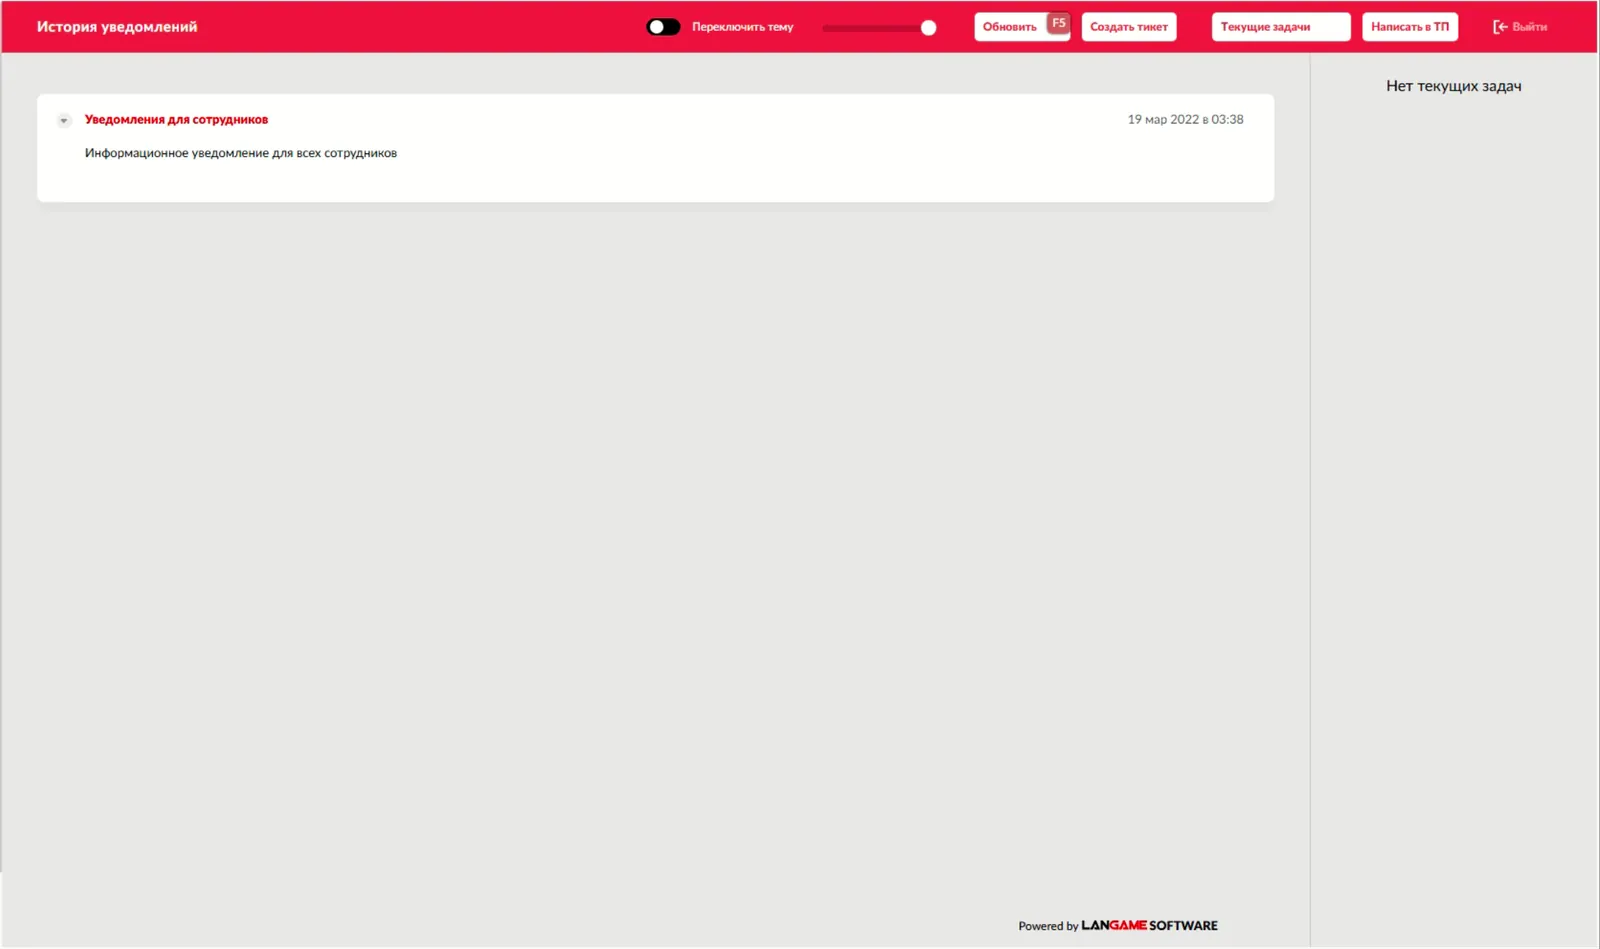 История уведомлений
Переключить тему
Обновить F5
Создать тикет
Текущие задачи
Написать в ТП
Выйти
Нет текущих задач
Уведомления для сотрудников
19 мар 2022 в 03:38
Информационное уведомление для всех сотрудников
Powered by LANGAME SOFTWARE